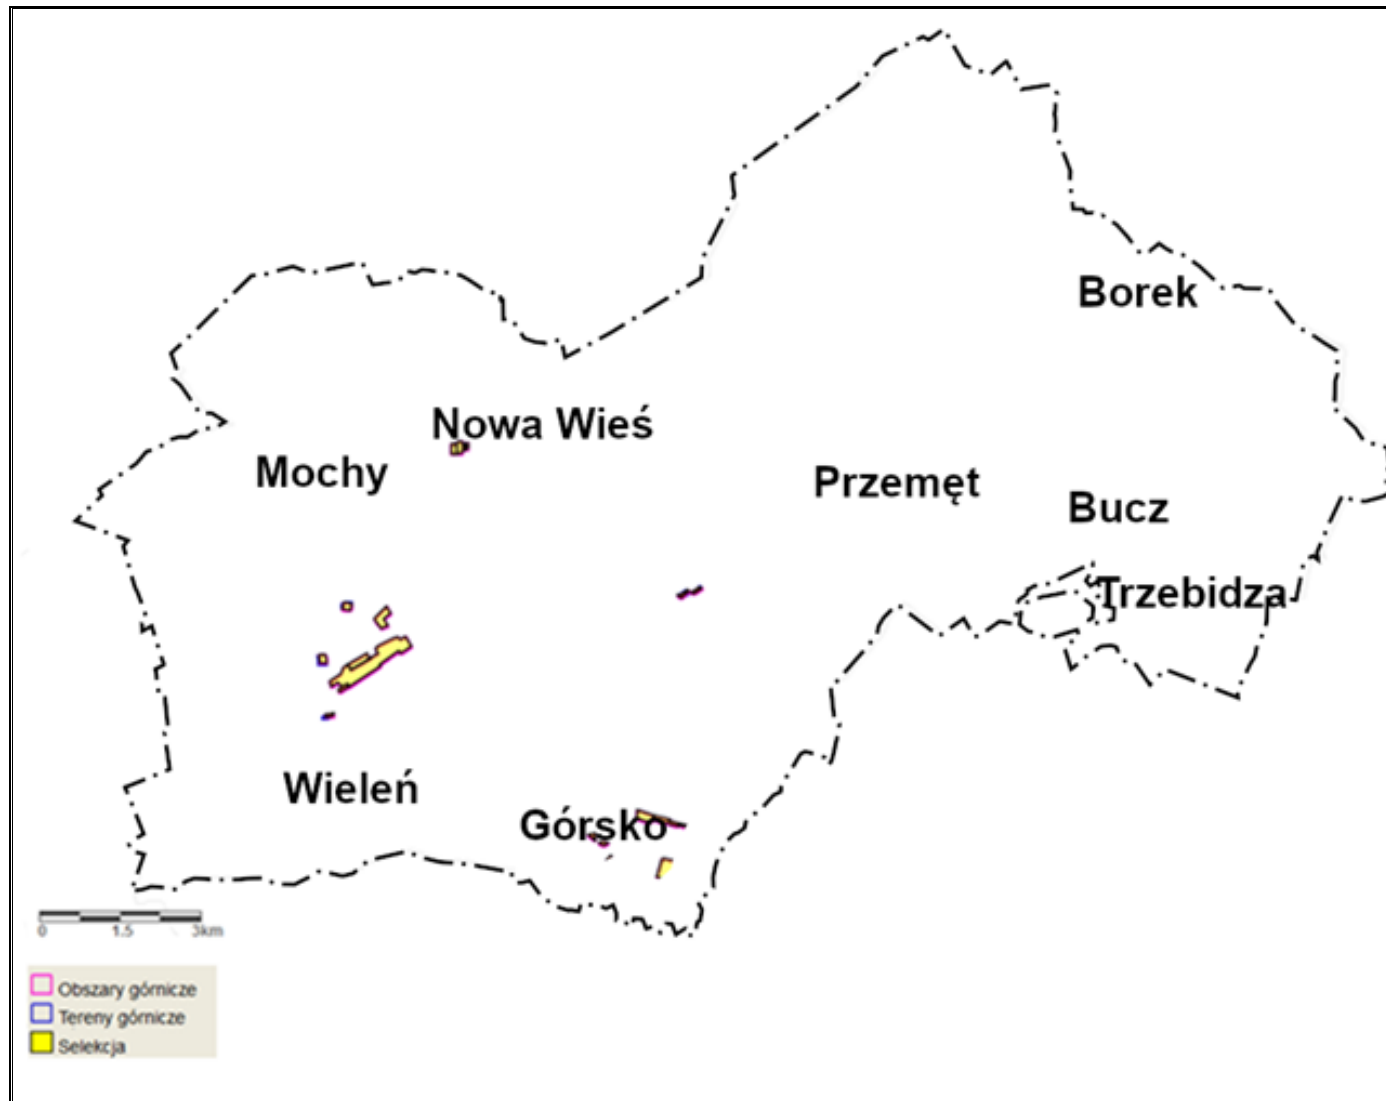 Borek
Nowa Wieś
Mochy
Przemęt
Bucz
Trzebidza
Wieleń
Górsko
0 1.5 3km
Obszary górnicze
Tereny górnicze
Selekcja